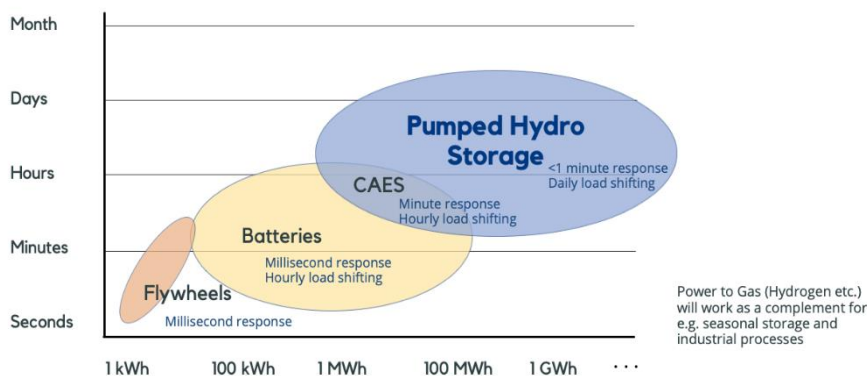 Month
Days
Pumped Hydro
Storage
<1 minute response
Daily load shifting
Hours
CAES
Minute response
Hourly load shifting
Batteries
Minutes
Millisecond response
Hourly load shifting
Flywheels
Millisecond response
Seconds
Power to Gas (Hydrogen etc.)
will work as a complement for
e.g. seasonal storage and
industrial processes
1 kWh 100 kWh 1 MWh 100 MWh 1 GWh ...